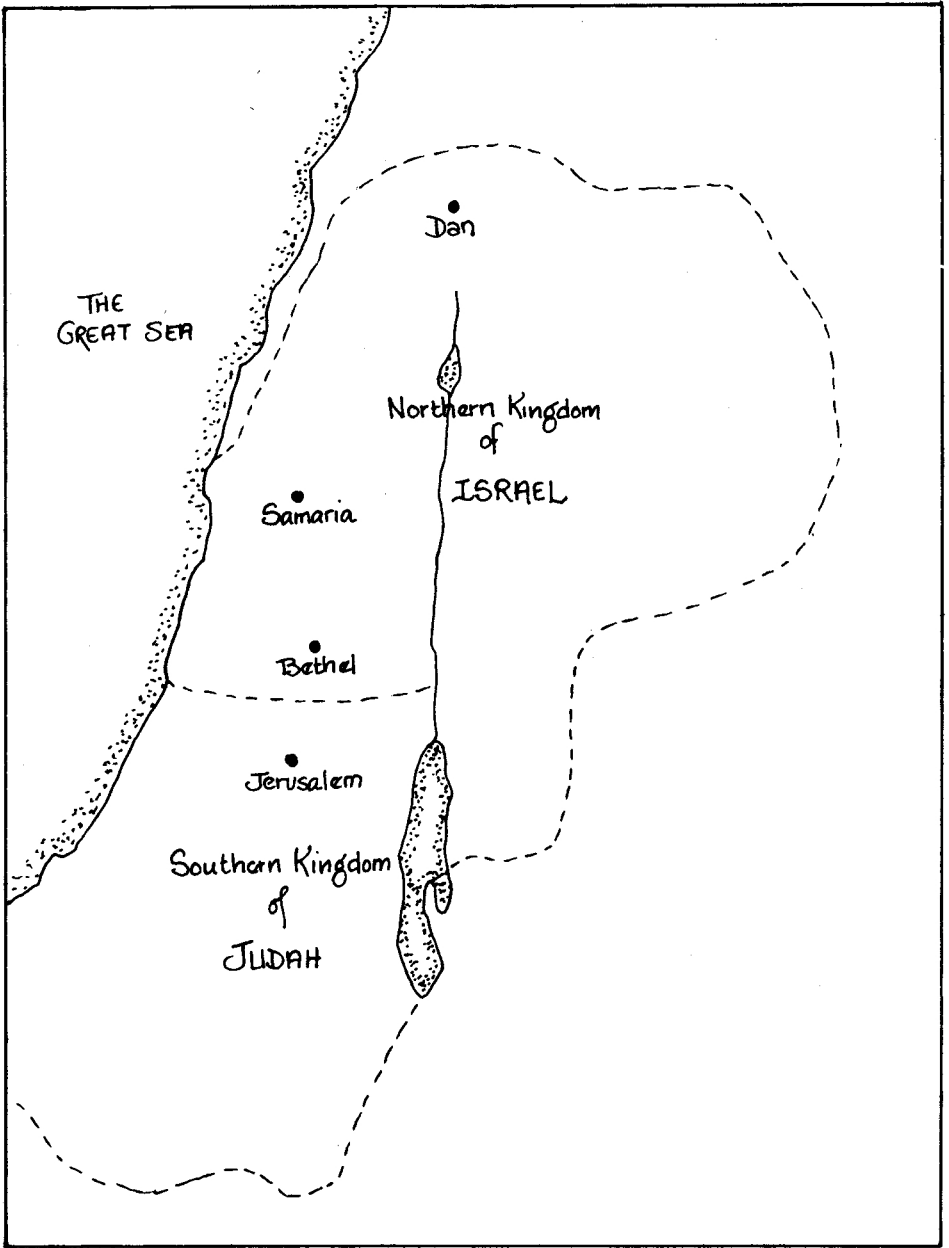 Dan
THE
GREAT SEA
Northern Kingdom
of
ISRAEL
Samaria
Bethel
Jerusalem
Southern Kingdom
of
JUDAH